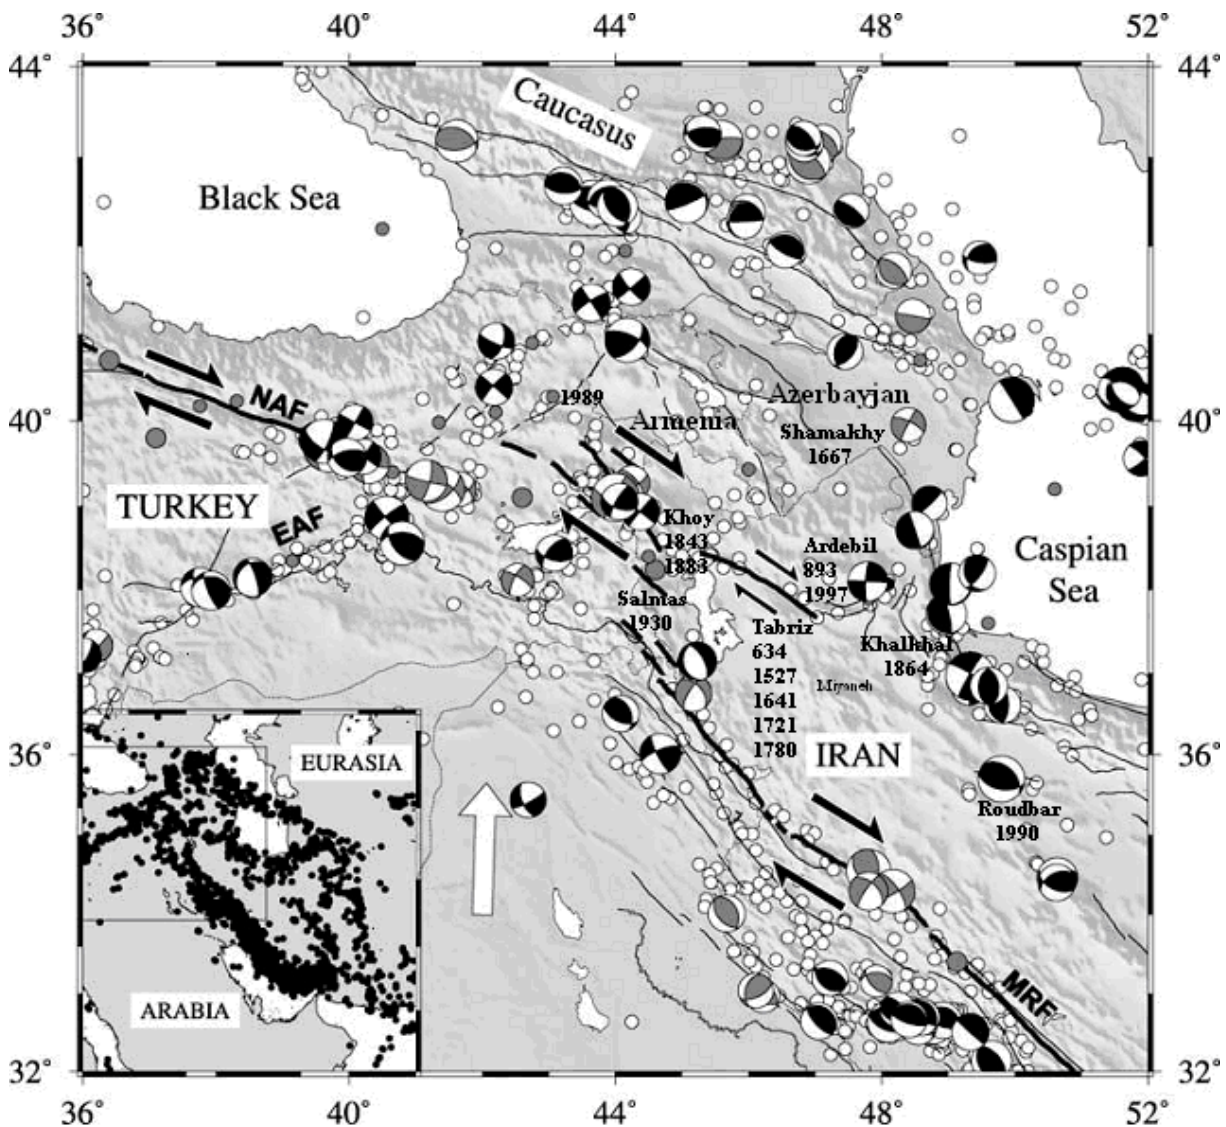 36° 40° 44° 48° 52°
44° 44°
Caucasus
Black Sea
NAF
1989
Azerbayjan
40° 40°
Armenia
Shamakhy
1667
TURKEY
EAF
Khoy
1843
1883
Ardebil
893
1997
Caspian
Sea
Salmas
1930
Tabriz
634
1527
1641
1721
1780
Khalkhal
1864
Miyaneh
36° 36°
IRAN
EURASIA
Roudbar
1990
MRF
ARABIA
32° 32°
36° 40° 44° 48° 52°